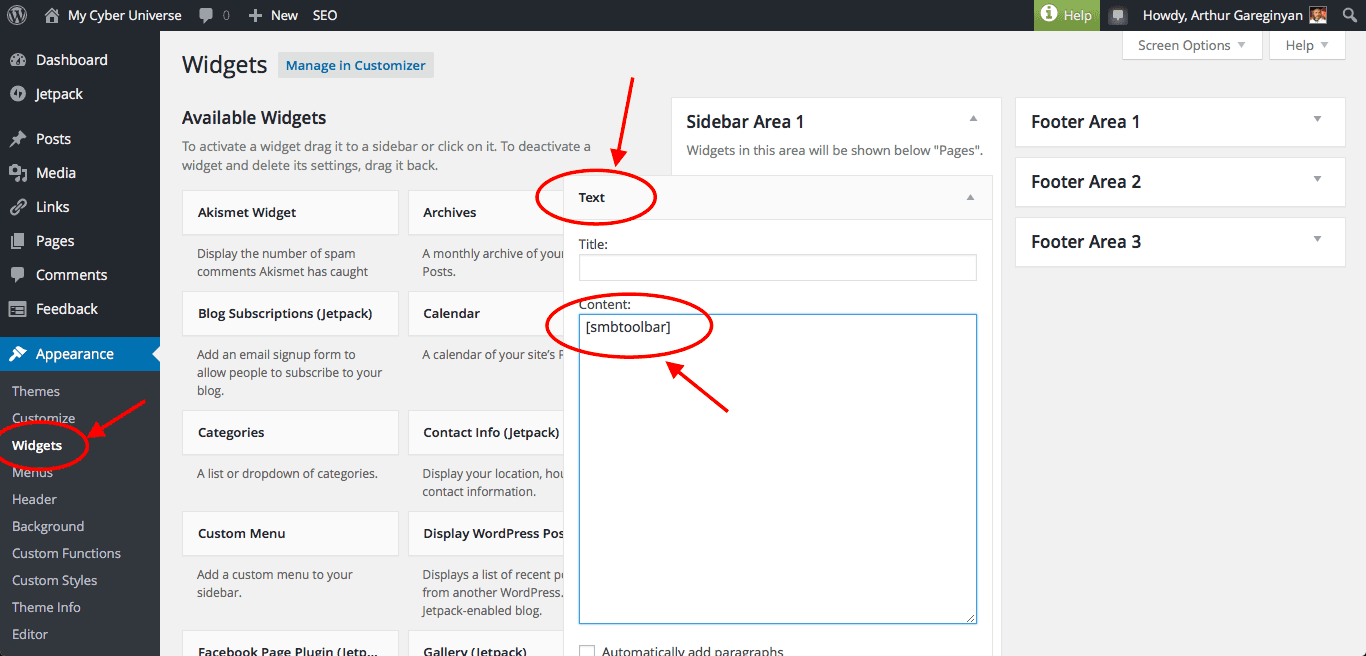 My Cyber Universe
0
New
SEO
Help
Howdy, Arthur Gareginyan
Dashboard
Jetpack
Posts
Media
Links
Pages
Comments
Feedback
Appearance
Themes
Customize
Widgets
Menus
Header
Background
Custom Functions
Custom Styles
Theme Info
Editor
Screen Options
Help
Widgets
Manage in Customizer
Available Widgets
To activate a widget drag it to a sidebar or click on it. To deactivate a
widget and delete its settings, drag it back.
Akismet Widget
Display the number of spam
comments Akismet has caught
Archives
A monthly archive of your
Posts.
Blog Subscriptions (Jetpack)
Add an email signup form to
allow people to subscribe to your
blog.
Calendar
A calendar of your site's P
Categories
A list or dropdown of categories.
Contact Info (Jetpack)
Display your location, hou
contact information.
Custom Menu
Add a custom menu to your
sidebar.
Display WordPress Pos
Displays a list of recent po
from another WordPress.
Jetpack-enabled blog.
Facebook Page Plugin (Jetp...
Gallery (Jetpack)
Sidebar Area 1
Widgets in this area will be shown below "Pages".
Text
Title:
Content:
[smbtoolbar]
Automatically add paragraphs
Footer Area 1
Footer Area 2
Footer Area 3